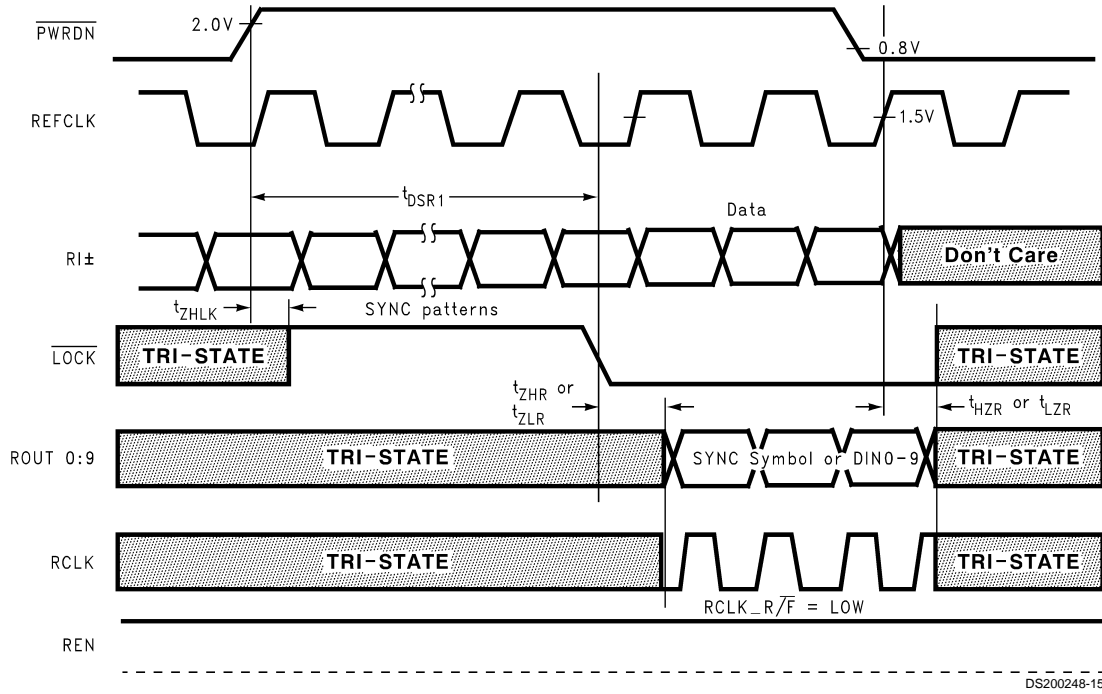 PWRDN
2.0V
0.8V
REFCLK
1.5V
tDSR1
Data
RI±
Don't Care
tZHLK
SYNC patterns
LOCK
TRI-STATE
TRI-STATE
tZHR or
tZLR
tHZR or tLZR
ROUT 0:9
TRI-STATE
SYNC Symbol or DIN0-9
TRI-STATE
RCLK
TRI-STATE
TRI-STATE
RCLK_R/F = LOW
REN
DS200248-15